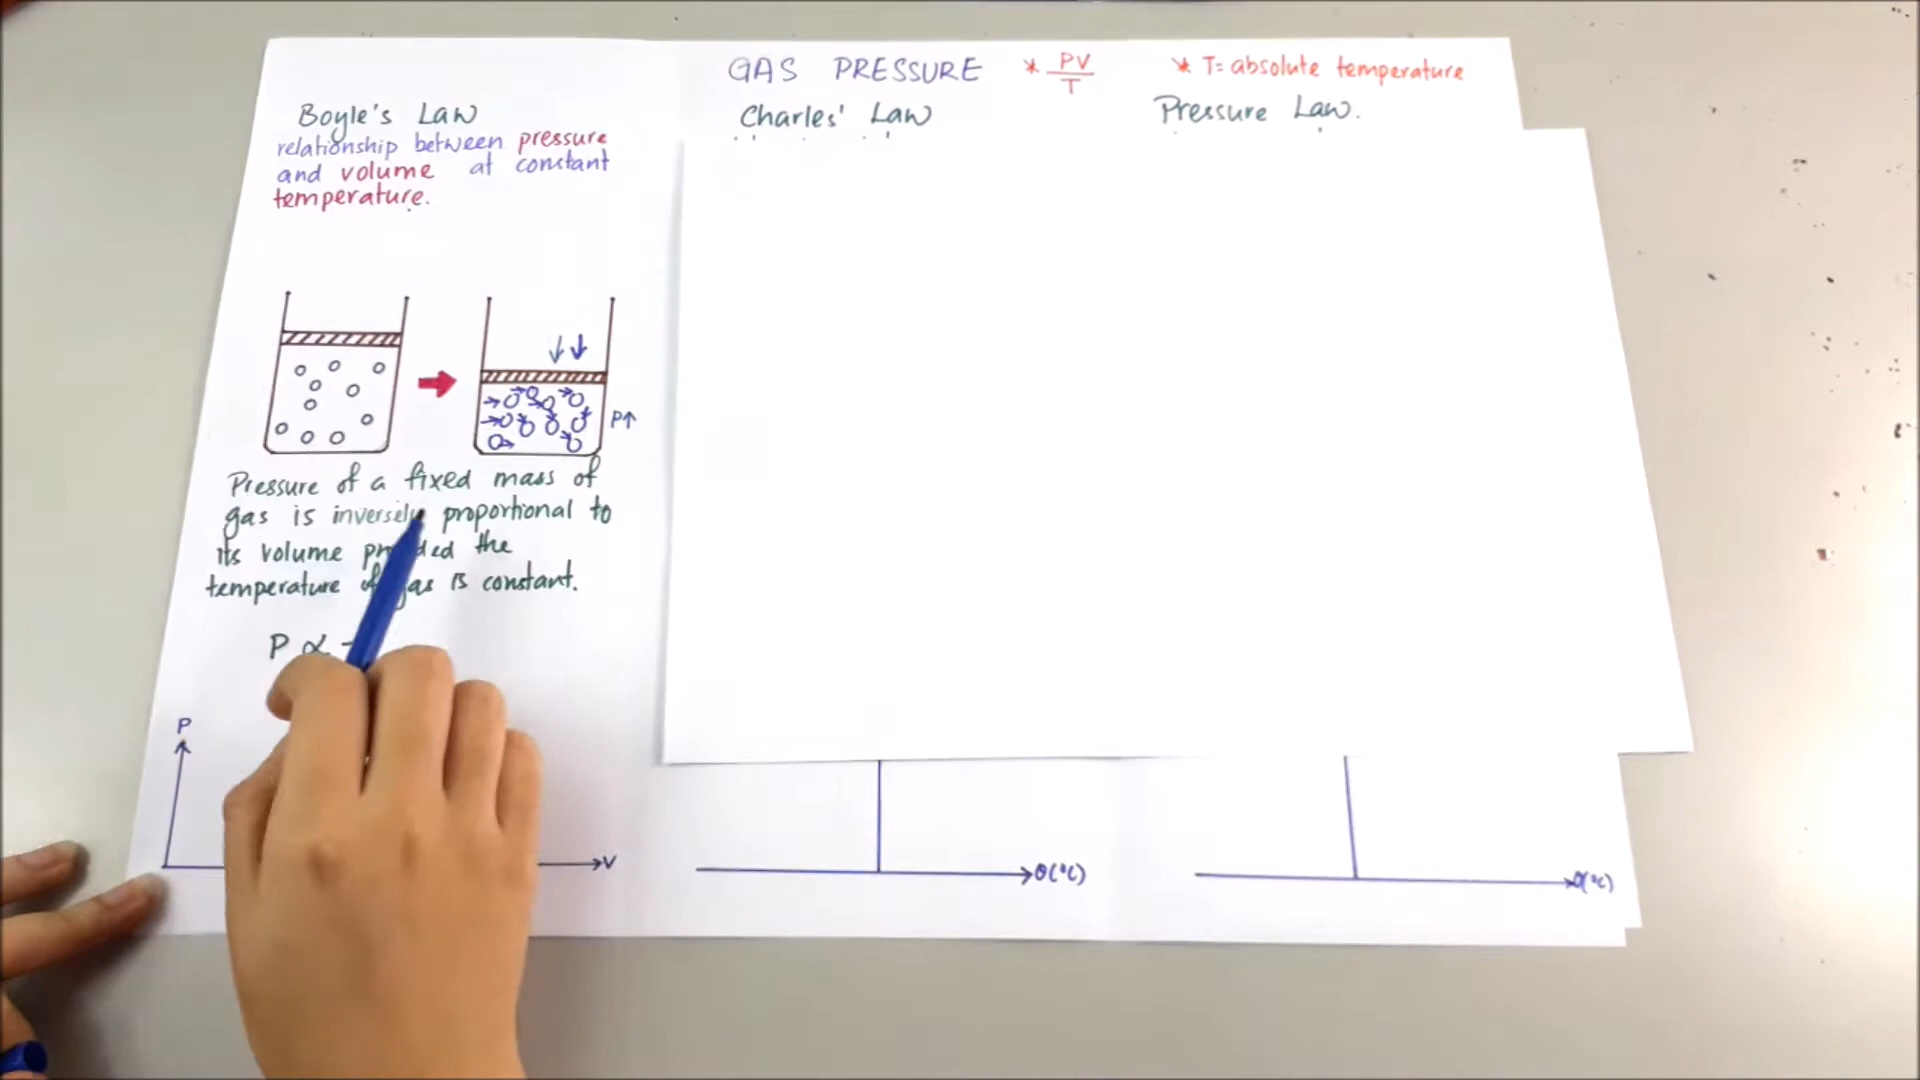 GAS PRESSURE * PV/T * T= absolute temperature
Boyle's Law
relationship between pressure
and volume at constant
temperature.
Charles' Law
Pressure Law.
P↑
Pressure of a fixed mass of
gas is inversely proportional to
its volume the
temperature gas is constant.
P ∝
P
V
θ(°C)
θ(°C)